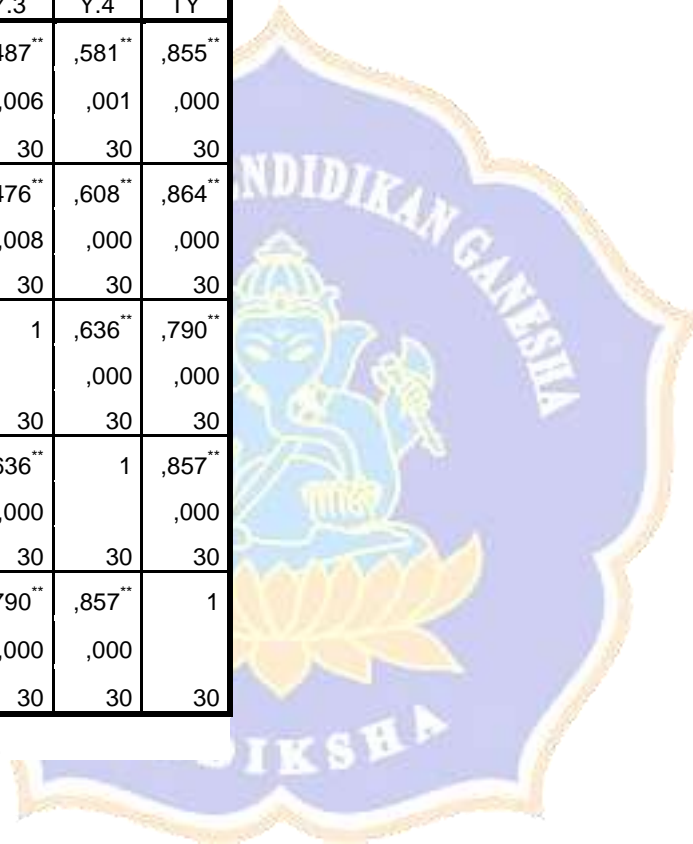 Y.3 Y.4 TY
487** ,581** ,855**
,006 ,001 ,000
30 30 30
476** ,608** ,864**
,008 ,000 ,000
30 30 30
1 ,636** ,790**
,000 ,000
30 30 30
636** 1 ,857**
,000 ,000
30 30 30
790** ,857** 1
,000 ,000
30 30 30
NDIDIKAN GANESHA
DIKSHA